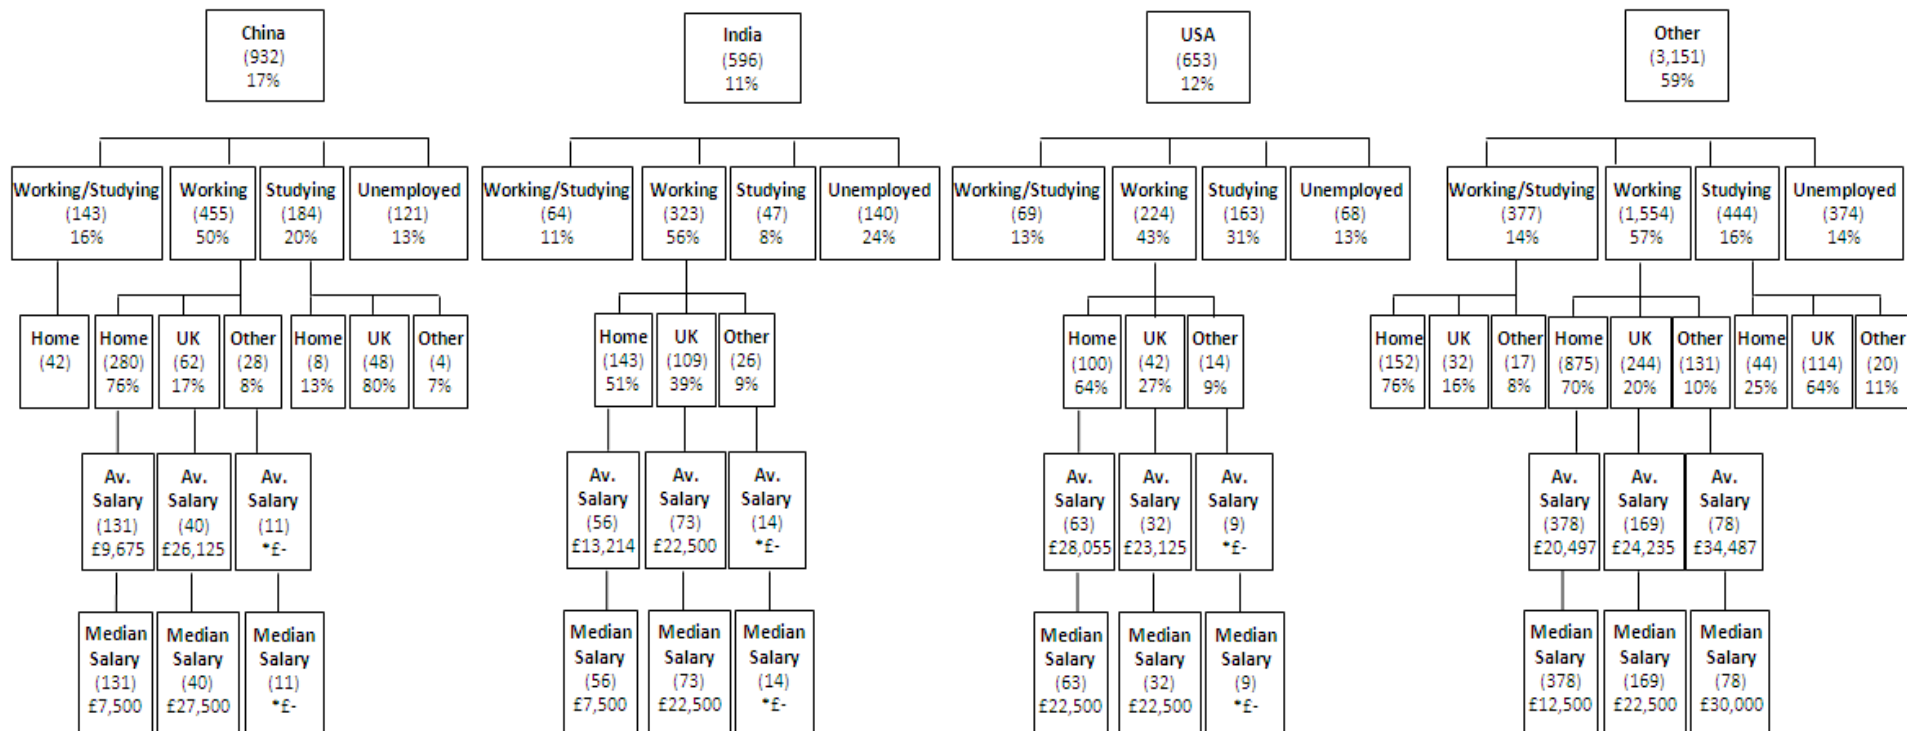 China
(932)
17%
India
(596)
11%
USA
(653)
12%
Other
(3,151)
59%
Working/Studying
(143)
16%
Working
(455)
50%
Studying
(184)
20%
Unemployed
(121)
13%
Working/Studying
(64)
11%
Working
(323)
56%
Studying
(47)
8%
Unemployed
(140)
24%
Working/Studying
(69)
13%
Working
(224)
43%
Studying
(163)
31%
Unemployed
(68)
13%
Working/Studying
(377)
14%
Working
(1,554)
57%
Studying
(444)
16%
Unemployed
(374)
14%
Home
(42)
Home
(280)
76%
UK
(62)
17%
Other
(28)
8%
Home
(8)
13%
UK
(48)
80%
Other
(4)
7%
Home
(143)
51%
UK
(109)
39%
Other
(26)
9%
Home
(100)
64%
UK
(42)
27%
Other
(14)
9%
Home
(152)
76%
UK
(32)
16%
Other
(17)
8%
Home
(875)
70%
UK
(244)
20%
Other
(131)
10%
Home
(44)
25%
UK
(114)
64%
Other
(20)
11%
Av.
Salary
(131)
£9,675
Av.
Salary
(40)
£26,125
Av.
Salary
(11)
*£-
Av.
Salary
(56)
£13,214
Av.
Salary
(73)
£22,500
Av.
Salary
(14)
*£-
Av.
Salary
(63)
£28,055
Av.
Salary
(32)
£23,125
Av.
Salary
(9)
*£-
Av.
Salary
(378)
£20,497
Av.
Salary
(169)
£24,235
Av.
Salary
(78)
£34,487
Median
Salary
(131)
£7,500
Median
Salary
(40)
£27,500
Median
Salary
(11)
*£-
Median
Salary
(56)
£7,500
Median
Salary
(73)
£22,500
Median
Salary
(14)
*£-
Median
Salary
(63)
£22,500
Median
Salary
(32)
£22,500
Median
Salary
(9)
*£-
Median
Salary
(378)
£12,500
Median
Salary
(169)
£22,500
Median
Salary
(78)
£30,000